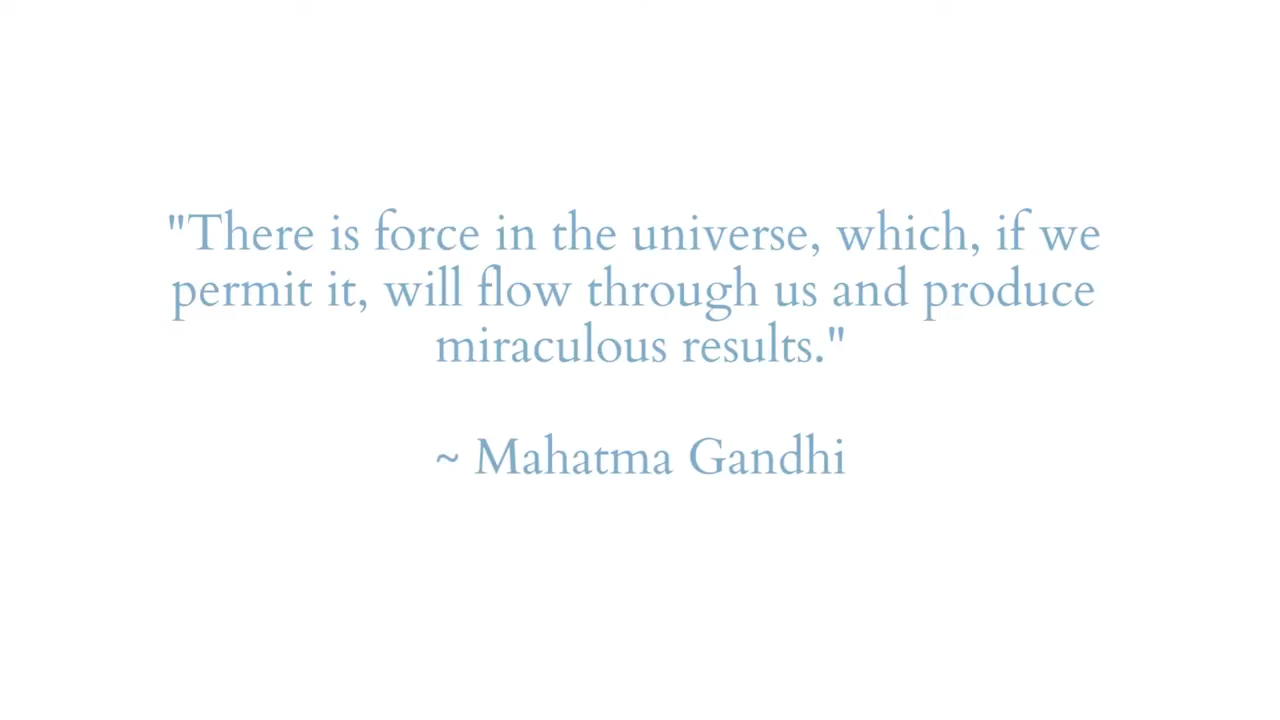 "There is force in the universe, which, if we
permit it, will flow through us and produce
miraculous results."
~ Mahatma Gandhi